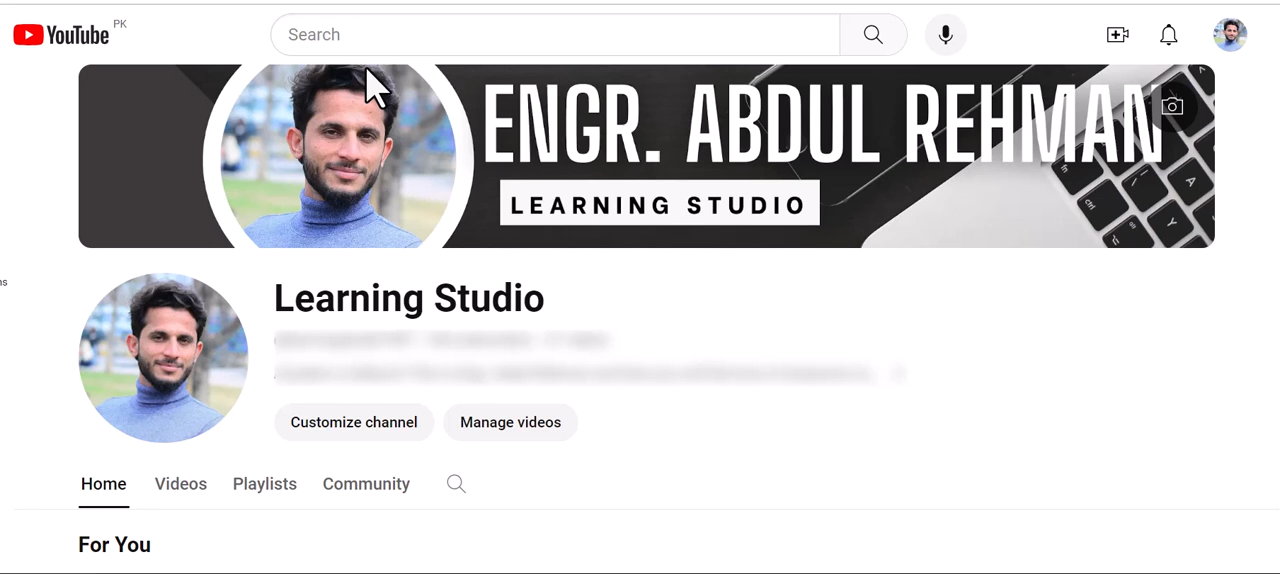 YouTube PK
Search
ENGR. ABDUL REHMAN
LEARNING STUDIO
ns
Learning Studio
Customize channel
Manage videos
Home Videos Playlists Community
For You